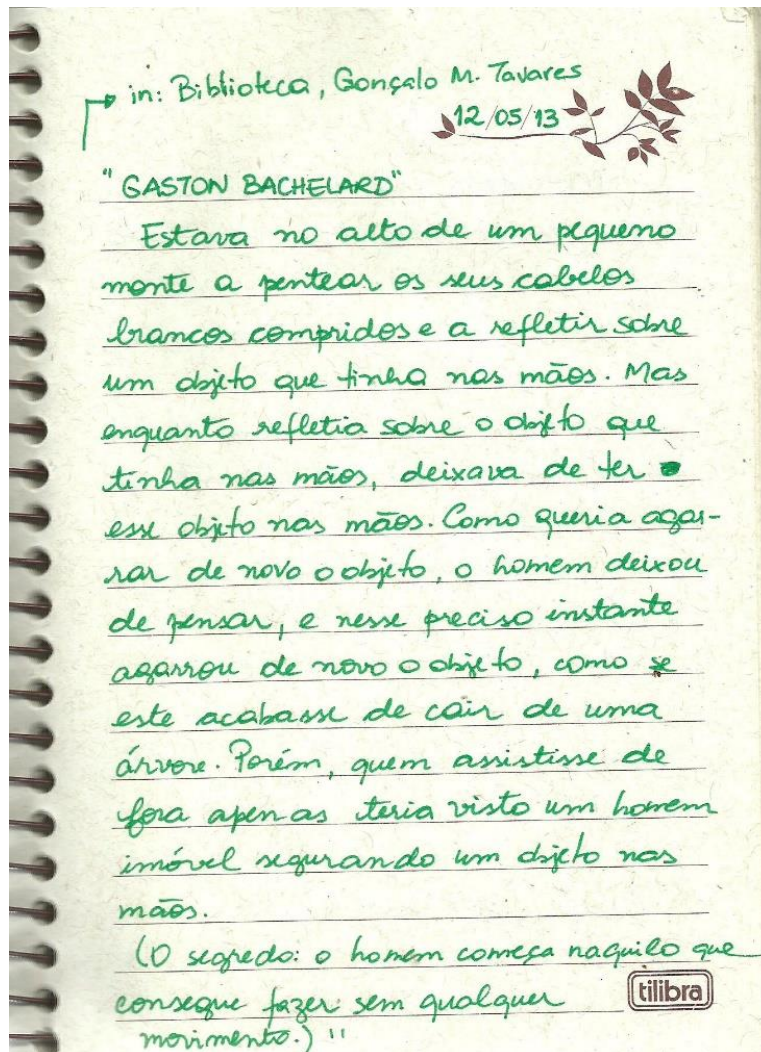 in: Biblioteca, Gonçalo M. Tavares
12/05/13
"GASTON BACHELARD"
Estava no alto de um pequeno
monte a pentear os seus cabelos
brancos compridos e a refletir sobre
um objeto que tinha nas mãos. Mas
enquanto refletia sobre o objeto que
tinha nas mãos, deixava de ter
esse objeto nas mãos. Como queria agar-
rar de novo o objeto, o homem deixou
de pensar, e nesse preciso instante
agarrou de novo o objeto, como se
este acabasse de cair de uma
árvore. Porém, quem assistisse de
fora apenas teria visto um homem
imóvel segurando um objeto nas
mãos.
(O segredo: o homem começa naquilo que
consegue fazer sem qualquer
tilibra
movimento.) "